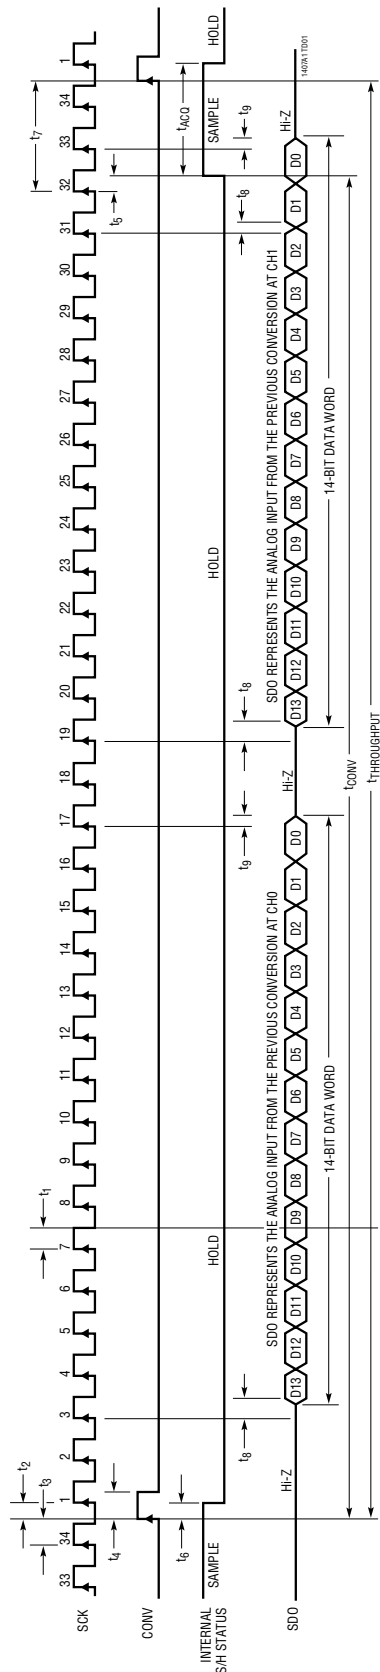 t2
t3
t1
t7
33 34 1 2 3 4 5 6 7 8 9 10 11 12 13 14 15 16 17 18 19 20 21 22 23 24 25 26 27 28 29 30 31 32 33 34 1
SCK
t4
t5
CONV
t6
tACQ
INTERNAL
S/H STATUS
SAMPLE HOLD HOLD SAMPLE HOLD
t8 t9 t8 t8 t9
SDO REPRESENTS THE ANALOG INPUT FROM THE PREVIOUS CONVERSION AT CH0
SDO REPRESENTS THE ANALOG INPUT FROM THE PREVIOUS CONVERSION AT CH1
SDO
Hi-Z D13 D12 D11 D10 D9 D8 D7 D6 D5 D4 D3 D2 D1 D0 Hi-Z D13 D12 D11 D10 D9 D8 D7 D6 D5 D4 D3 D2 D1 D0 Hi-Z
1407A1 TD01
14-BIT DATA WORD 14-BIT DATA WORD
tCONV
tTHROUGHPUT